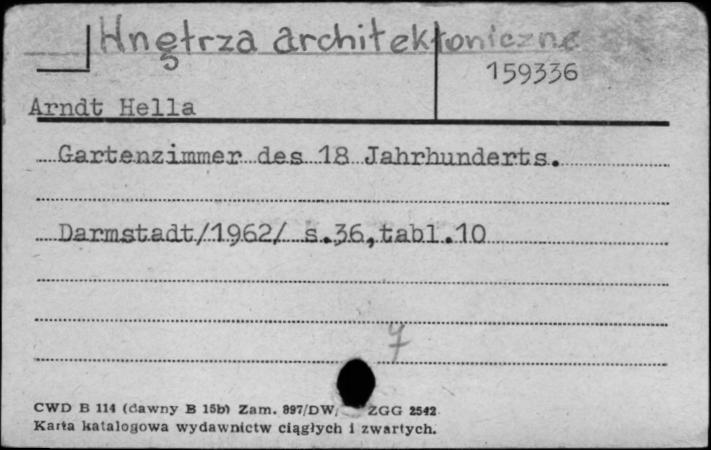 Wnętrza architektoniczne
159336
Arndt Hella
Gartenzimmer des 18 Jahrhunderts.
Darmstadt/1962/ s.36,tabl.10
7
CWD B 114 (dawny B 15b) Zam. 897/DW, ZGG 2542
Karta katalogowa wydawnictw ciągłych i zwartych.